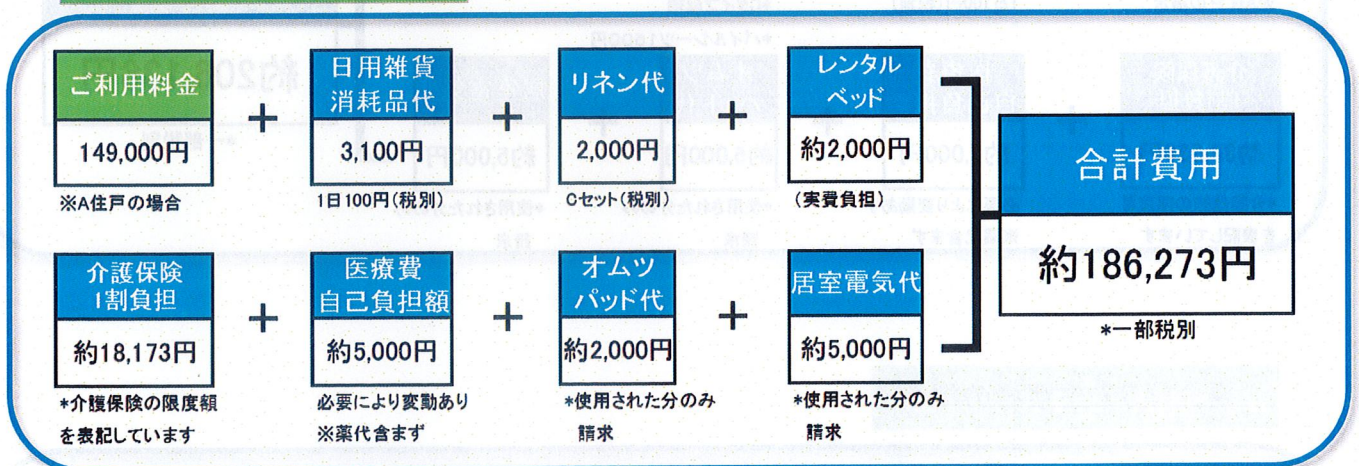 ご利用料金
149,000円
※A住戸の場合
+
日用雑貨
消耗品代
3,100円
1日100円(税別)
+
リネン代
2,000円
Cセット(税別)
+
レンタル
ベッド
約2,000円
(実費負担)
介護保険
1割負担
約18,173円
*介護保険の限度額
を表記しています
+
医療費
自己負担額
約5,000円
必要により変動あり
※薬代含まず
+
オムツ
パッド代
約2,000円
*使用された分のみ
請求
+
居室電気代
約5,000円
*使用された分のみ
請求
合計費用
約186,273円
*一部税別